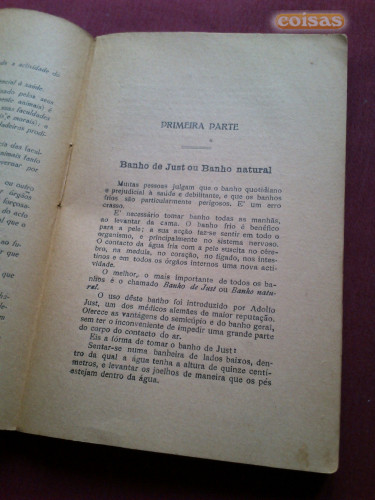 coisas
e a actividade do
PRIMEIRA PARTE
Banho de Just ou Banho natural
Muitas pessoas julgam que o banho quotidiano
e prejudicial à saúde e debilitante, e que os banhos
frios são particularmente perigosos. E' um erro
crasso.
E' necessário tomar banho todas as manhãs,
ao levantar da cama. O banho frio é benéfico
para a pele; a sua acção faz-se sentir em todo o
organismo, e principalmente no sistema nervoso.
O contacto da água fria com a pele suscita no cére-
bro, na medula, no coração, no fígado, nos intes-
tinos e em todos os órgãos internos uma nova acti-
vidade.
O melhor, o mais importante de todos os ba-
nhos é o chamado Banho de Just ou Banho natu-
ral.
O uso dêste banho foi introduzido por Adolfo
Just, um dos médicos alemães de maior reputação.
Oferece as vantágens do semicúpio e do banho geral,
sem ter o inconveniente de impedir uma grande parte
do corpo do contacto do ar.
Eis a fórma de tomar o banho de Just:
Sentar-se numa banheira de lados baixos, den-
tro da qual a água tenha a altura de quinze centí-
metros, e levantar os joelhos de maneira que os pés
estejam dentro da água.